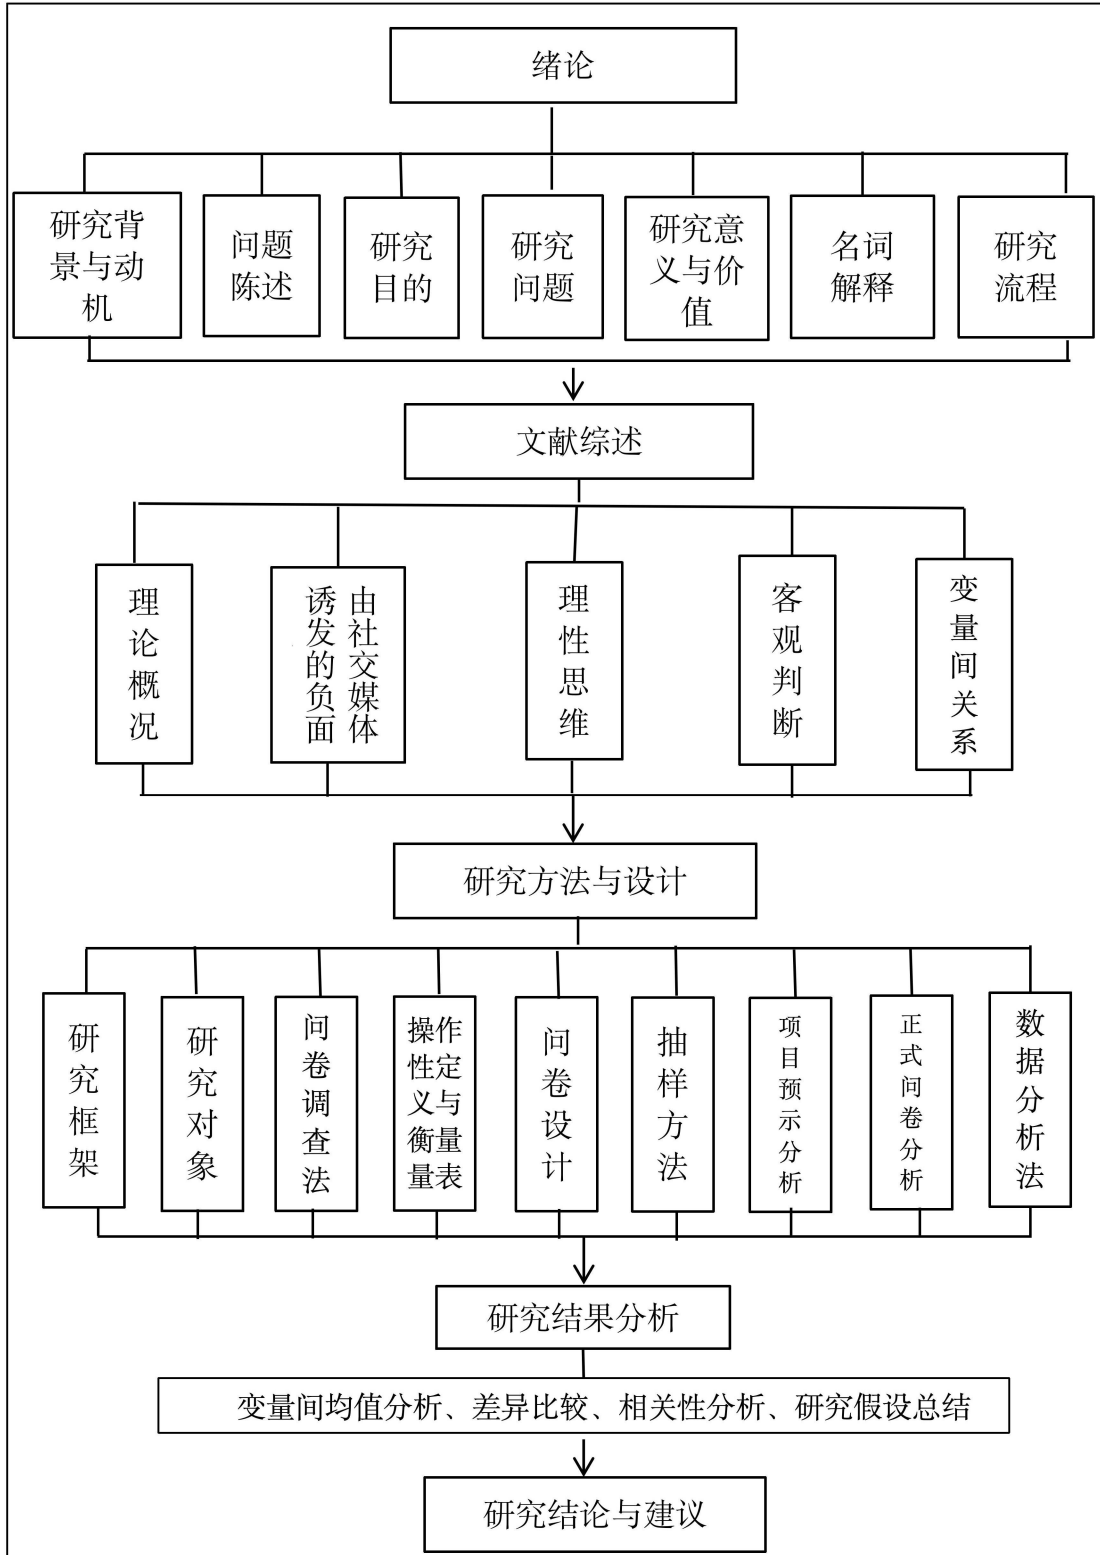 绪论
研究背
景与动
机
问题
陈述
研究
目的
研究
问题
研究意
义与价
值
名词
解释
研究
流程
文献综述
理论概况
由社交媒体
诱发的负面
理性思维
客观判断
变量间关系
研究方法与设计
研究框架
研究对象
问卷调查法
操作
性定
义与
衡量
量表
问卷设计
抽样方法
项目预示分析
正式问卷分析
数据分析法
研究结果分析
变量间均值分析、差异比较、相关性分析、研究假设总结
研究结论与建议